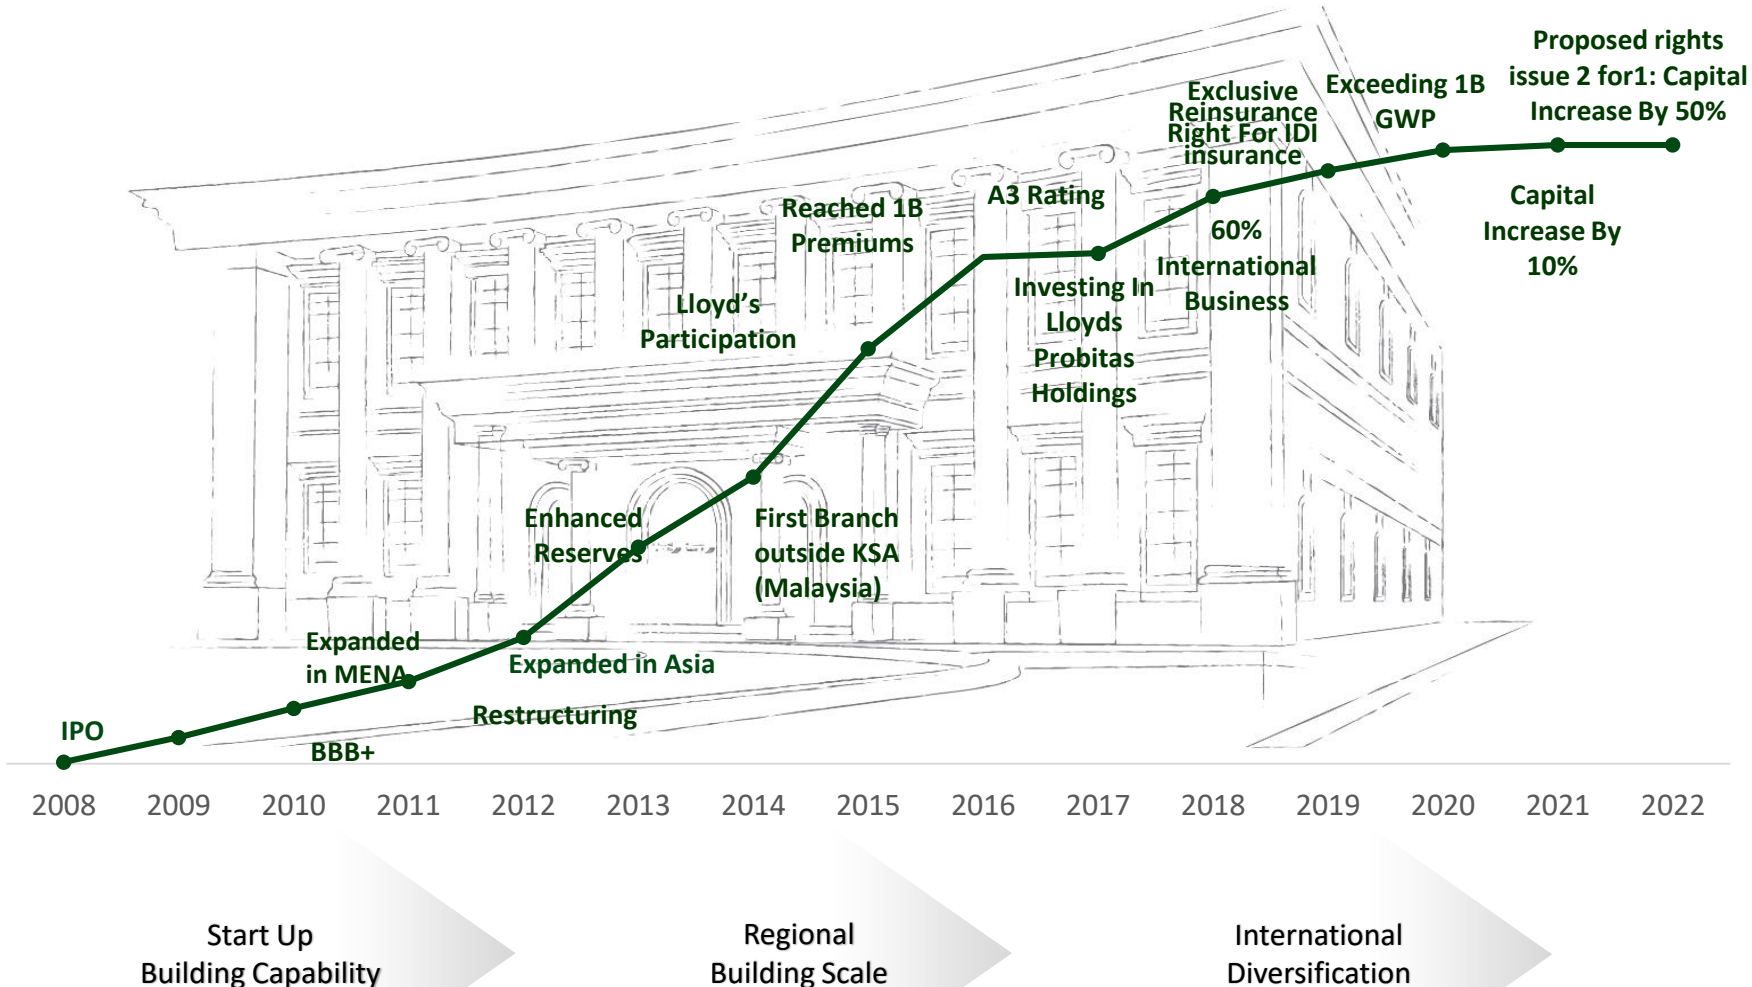 Proposed rights
issue 2 for1: Capital
Increase By 50%
Exceeding 1B
GWP
Exclusive
Reinsurance
Right For IDI
insurance
A3 Rating
Reached 1B
Premiums
Capital
Increase By
10%
60%
International
Business
Investing In
Lloyds
Probitas
Holdings
Lloyd's
Participation
Enhanced
Reserves
First Branch
outside KSA
(Malaysia)
Expanded
in MENA
Expanded in Asia
Restructuring
IPO
BBB+
2008 2009 2010 2011 2012 2013 2014 2015 2016 2017 2018 2019 2020 2021 2022
Start Up
Building Capability
Regional
Building Scale
International
Diversification